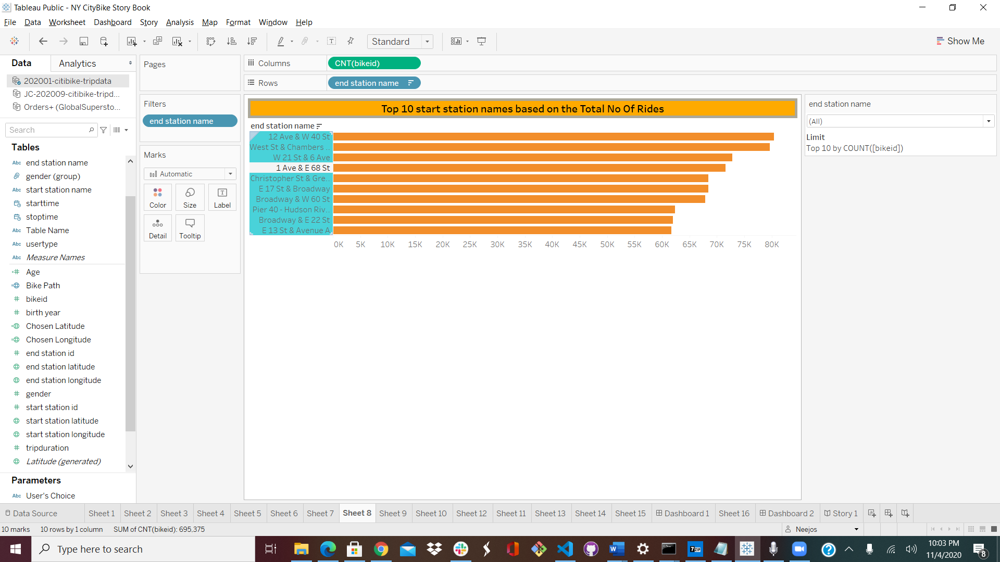 Tableau Public - NY CityBike Story Book
File Data Worksheet Dashboard Story Analysis Map Format Window Help
Standard
Show Me
Data Analytics
202001-citibike-tripdata
JC-202009-citibike-tripd...
Orders+ (GlobalSupersto...
Search
Tables
Abc end station name
gender (group)
Abc start station name
starttime
stoptime
Abc Table Name
Abc usertype
Abc Measure Names
Age
Bike Path
bikeid
birth year
Chosen Latitude
Chosen Longitude
end station id
end station latitude
end station longitude
gender
start station id
start station latitude
start station longitude
tripduration
Latitude (generated)
Parameters
Abc User's Choice
Pages
Filters
end station name
Marks
Automatic
Color Size Label
Detail Tooltip
Columns CNT(bikeid)
Rows end station name
Top 10 start station names based on the Total No Of Rides
end station name
12 Ave & W 40 St
West St & Chambers ..
W 21 St & 6 Ave
1 Ave & E 68 St
Christopher St & Gre..
E 17 St & Broadway
Broadway & W 60 St
Pier 40 - Hudson Riv..
Broadway & E 22 St
E 13 St & Avenue A
0K 5K 10K 15K 20K 25K 30K 35K 40K 45K 50K 55K 60K 65K 70K 75K 80K
end station name
(All)
Limit
Top 10 by COUNT([bikeid])
Data Source Sheet 1 Sheet 2 Sheet 3 Sheet 4 Sheet 5 Sheet 6 Sheet 7 Sheet 8 Sheet 9 Sheet 10 Sheet 12 Sheet 11 Sheet 13 Sheet 14 Sheet 15 Dashboard 1 Sheet 16 Dashboard 2 Story 1
10 marks 10 rows by 1 column SUM of CNT(bikeid): 695,375
Neejos
Type here to search
7ZIP
10:03 PM
11/4/2020
8